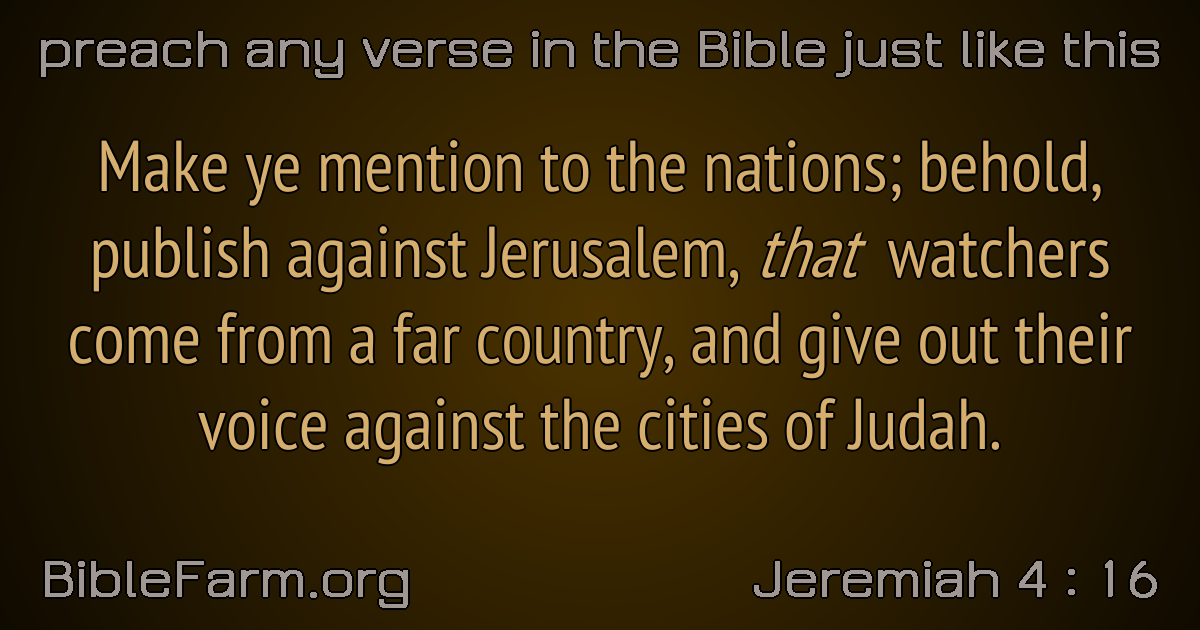 preach any verse in the Bible just like this
Make ye mention to the nations; behold,
publish against Jerusalem, that watchers
come from a far country, and give out their
voice against the cities of Judah.
BibleFarm.org
Jeremiah 4 : 16